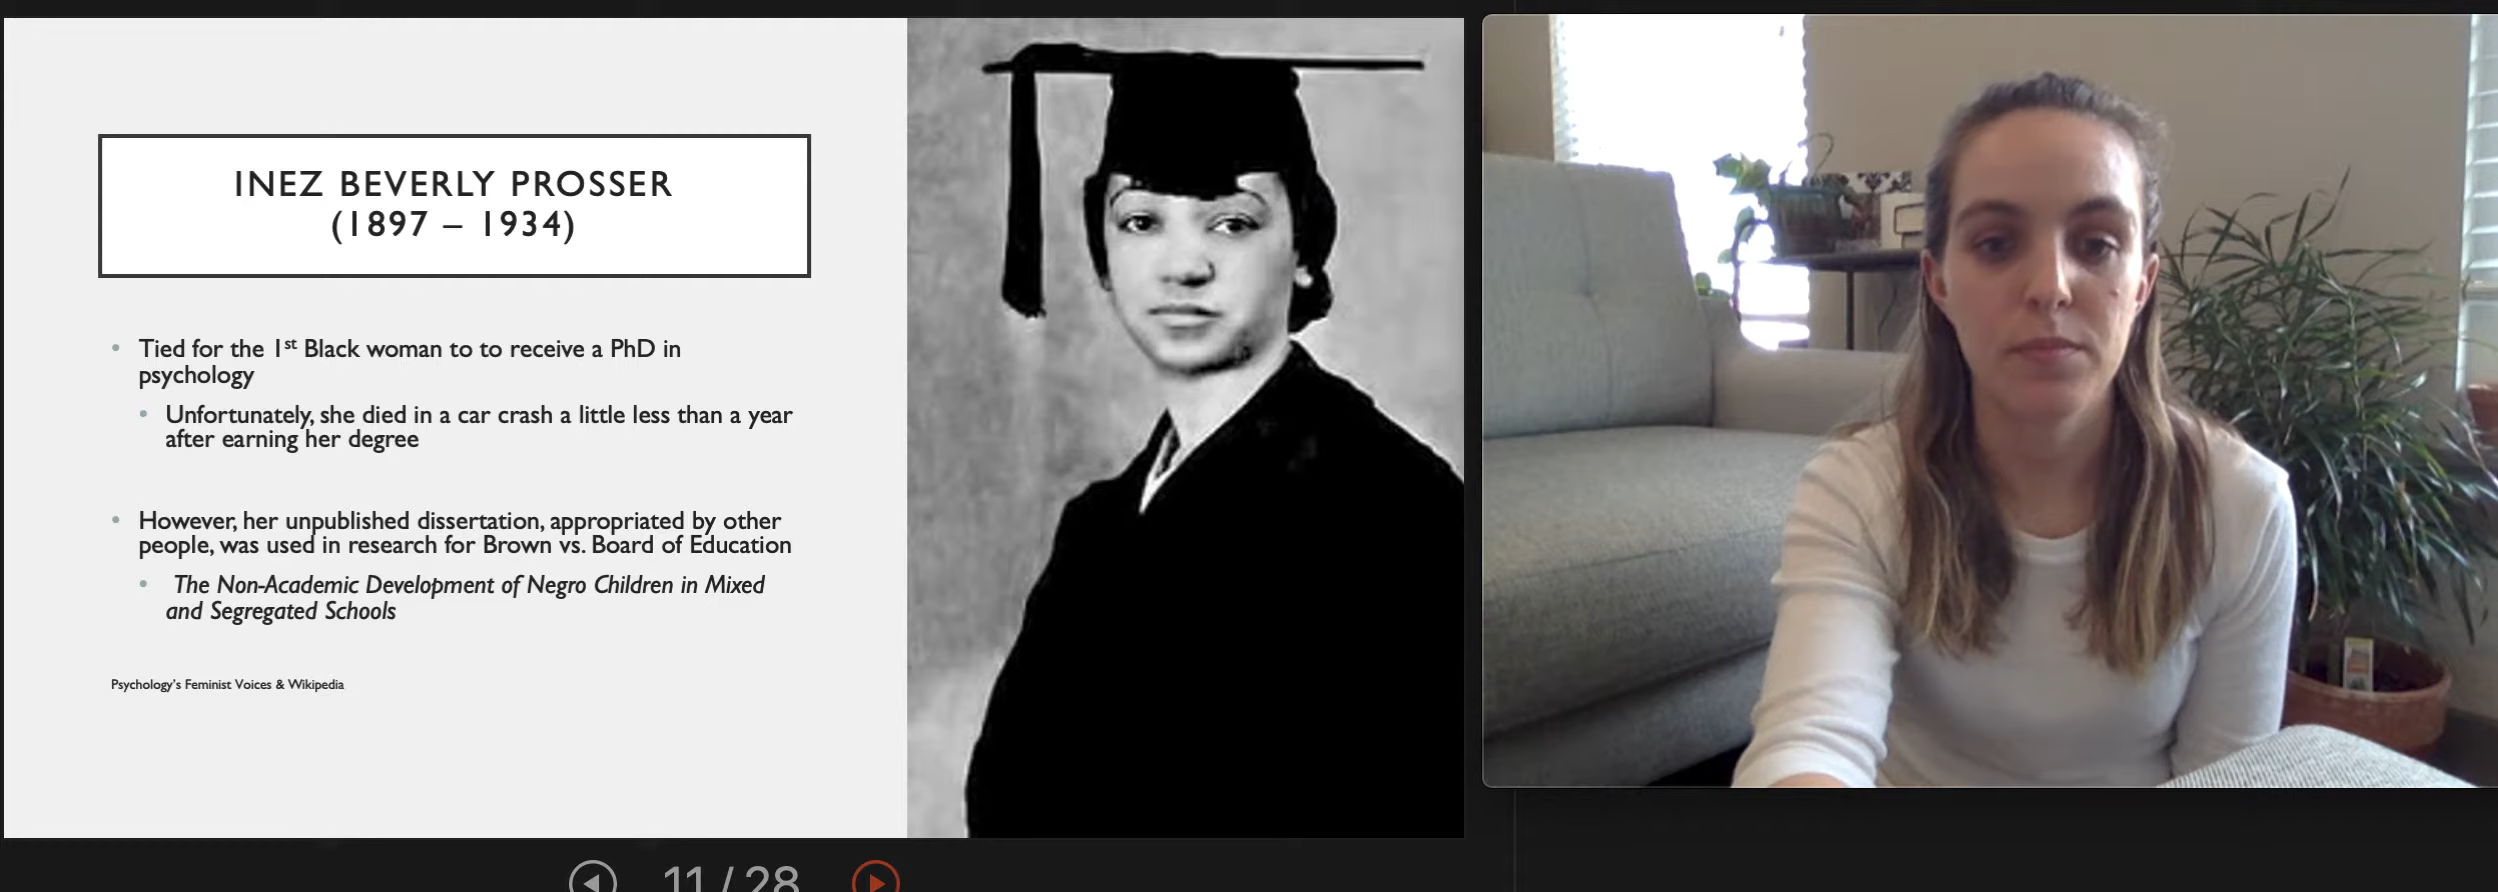 INEZ BEVERLY PROSSER
(1897 – 1934)
• Tied for the 1st Black woman to to receive a PhD in
psychology
• Unfortunately, she died in a car crash a little less than a year
after earning her degree
• However, her unpublished dissertation, appropriated by other
people, was used in research for Brown vs. Board of Education
• The Non-Academic Development of Negro Children in Mixed
and Segregated Schools
Psychology's Feminist Voices & Wikipedia
11 / 28